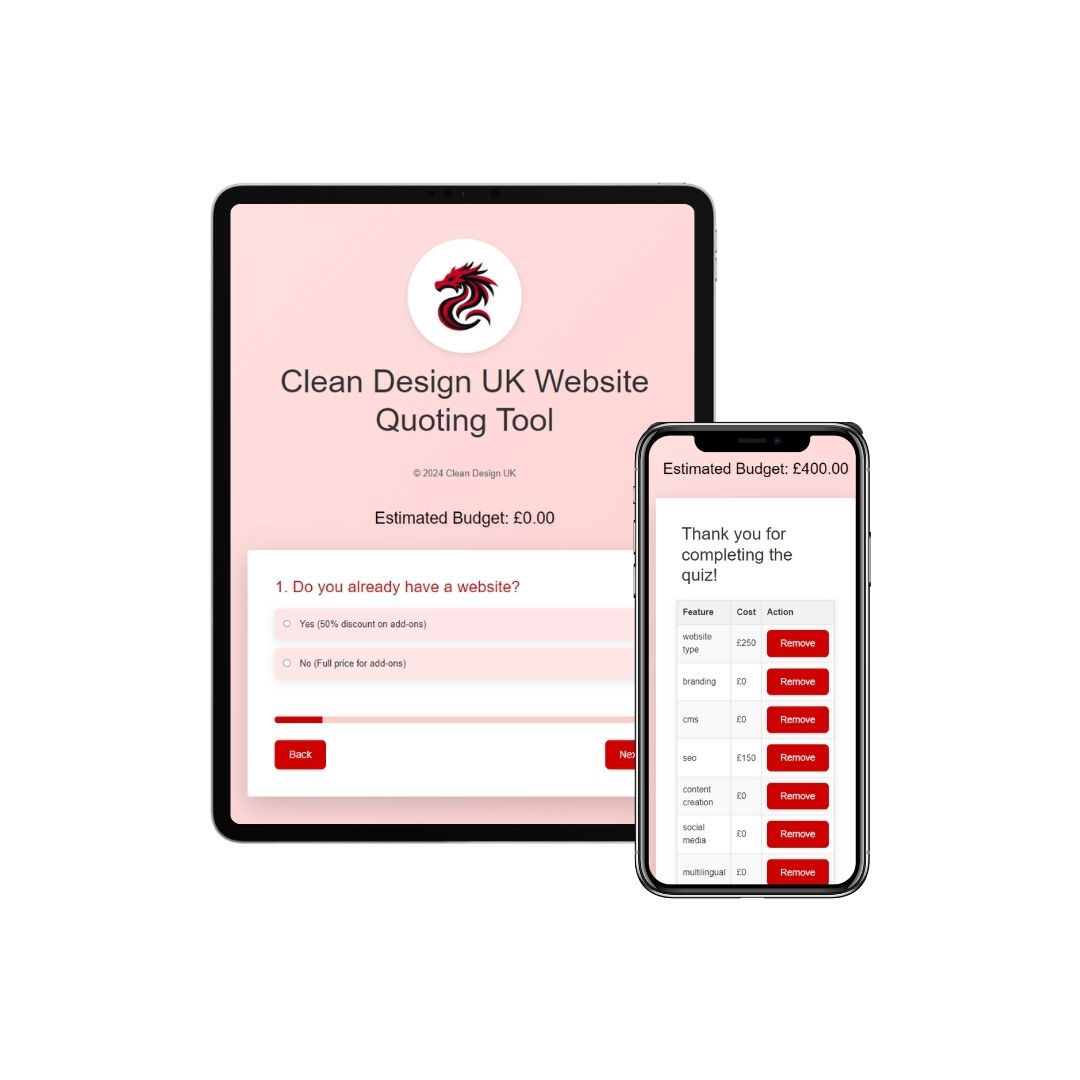 Clean Design UK Website
Quoting Tool
© 2024 Clean Design UK
Estimated Budget: £0.00
1. Do you already have a website?
Yes (50% discount on add-ons)
No (Full price for add-ons)
Back
Estimated Budget: £400.00
Thank you for
completing the
quiz!
Feature Cost Action
website
type £250 Remove
branding £0 Remove
cms £0 Remove
seo £150 Remove
content
creation £0 Remove
social
media £0 Remove
multilingual £0 Remove